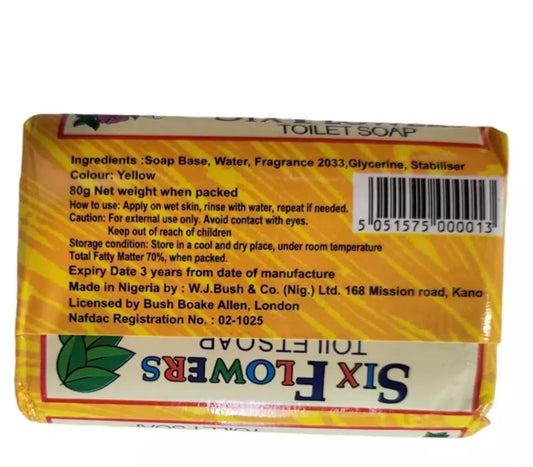 SIX FLOWERS
TOILET SOAP
Ingredients :Soap Base, Water, Fragrance 2033,Glycerine, Stabiliser
Colour: Yellow
80g Net weight when packed
How to use: Apply on wet skin, rinse with water, repeat if needed.
Caution: For external use only. Avoid contact with eyes.
Keep out of reach of children
Storage condition: Store in a cool and dry place, under room temperature
Total Fatty Matter 70%, when packed.
Expiry Date 3 years from date of manufacture
Made in Nigeria by : W.J.Bush & Co. (Nig.) Ltd. 168 Mission road, Kano
Licensed by Bush Boake Allen, London
Nafdac Registration No. : 02-1025
5 051575 000013
TOILET SOAP
SIX FLOWERS
TOILET SOAP